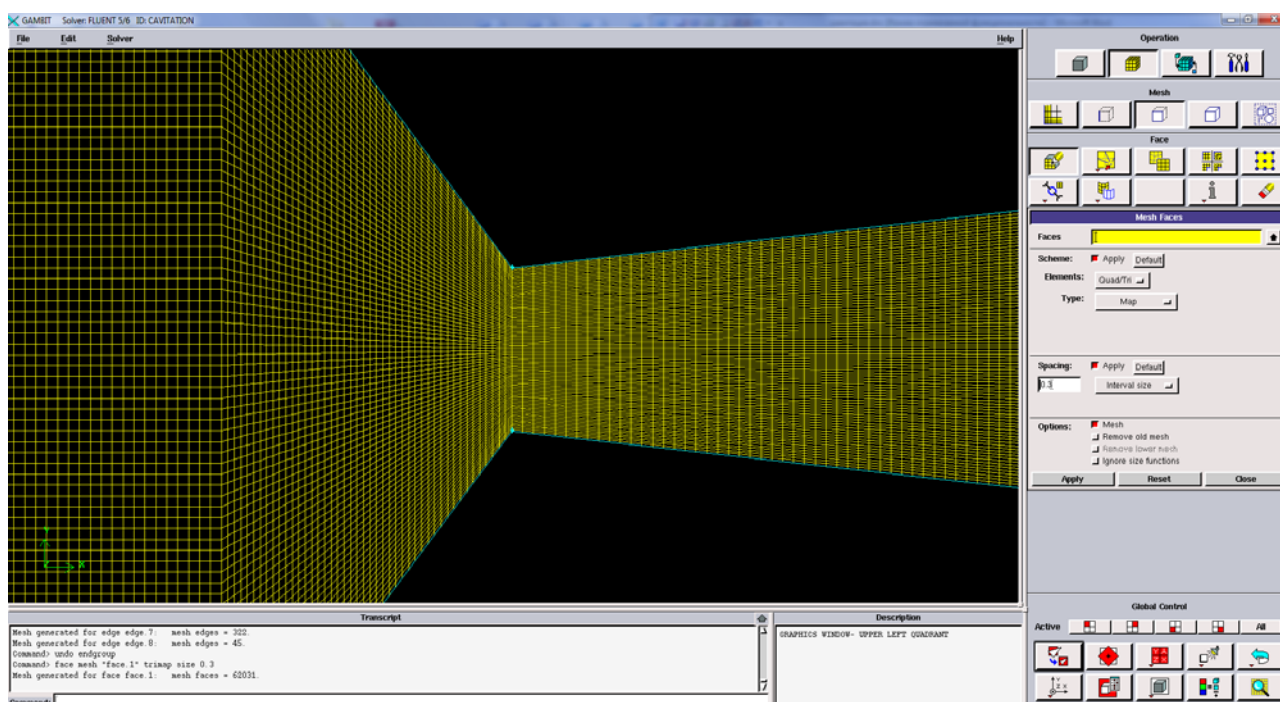 GAMBIT Solver: FLUENT 5/6 ID: CAVITATION
File Edit Solver Help
Operation
Mesh
Face
Mesh Faces
Faces
Scheme: Apply Default
Elements: Quad/Tri
Type: Map
Spacing: Apply Default
0.3 Interval size
Options: Mesh
Remove old mesh
Remove lower mesh
Ignore size functions
Apply Reset Close
Y
X
Transcript
Mesh generated for edge edge.7: mesh edges = 322.
Mesh generated for edge edge.8: mesh edges = 45.
Command> undo endgroup
Command> face mesh "face.1" trimap size 0.3
Mesh generated for face face.1: mesh faces = 62031.
Command:
Description
GRAPHICS WINDOW- UPPER LEFT QUADRANT
Global Control
Active All